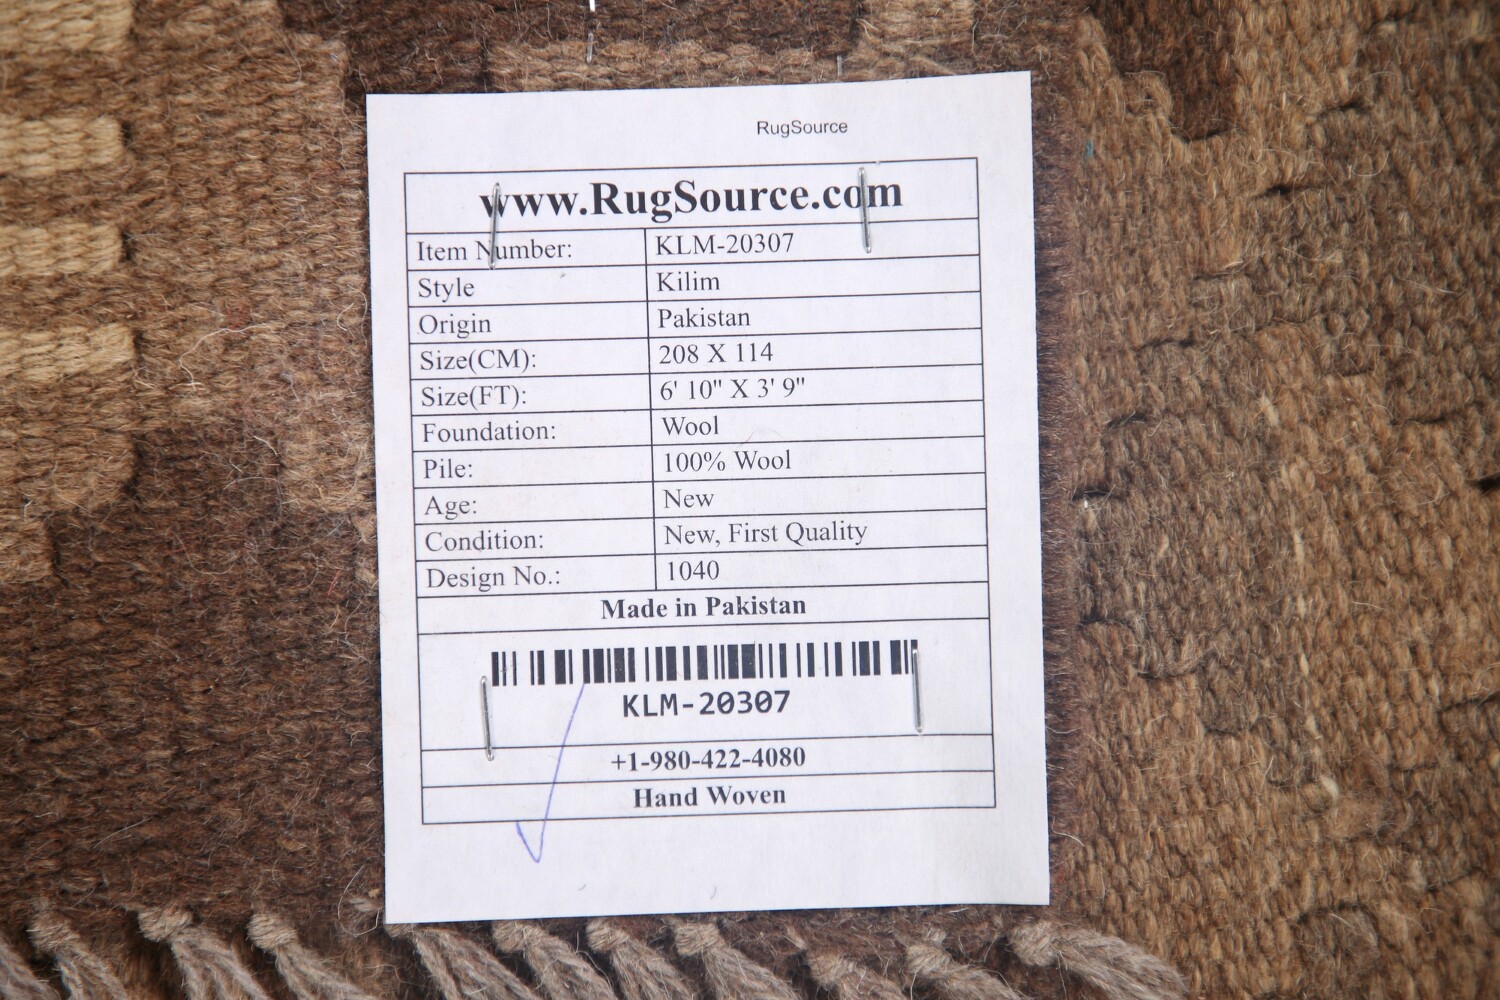 RugSource
www.RugSource.com
Item Number: KLM-20307
Style Kilim
Origin Pakistan
Size(CM): 208 X 114
Size(FT): 6' 10" X 3' 9"
Foundation: Wool
Pile: 100% Wool
Age: New
Condition: New, First Quality
Design No.: 1040
Made in Pakistan
KLM-20307
+1-980-422-4080
Hand Woven